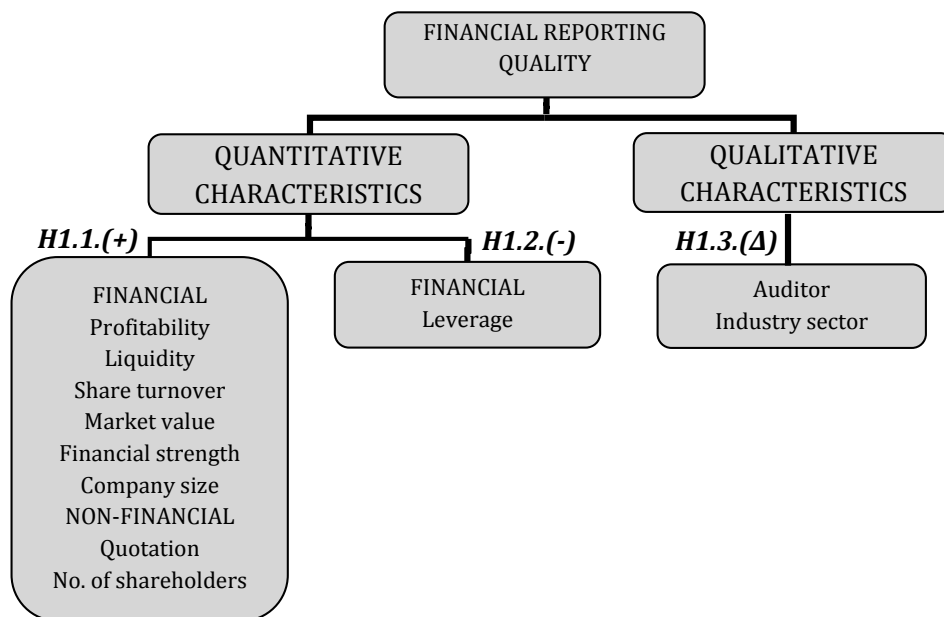 FINANCIAL REPORTING
QUALITY
QUANTITATIVE
CHARACTERISTICS
QUALITATIVE
CHARACTERISTICS
H1.1.(+)
H1.2.(-)
H1.3.(Δ)
FINANCIAL
Profitability
Liquidity
Share turnover
Market value
Financial strength
Company size
NON-FINANCIAL
Quotation
No. of shareholders
FINANCIAL
Leverage
Auditor
Industry sector